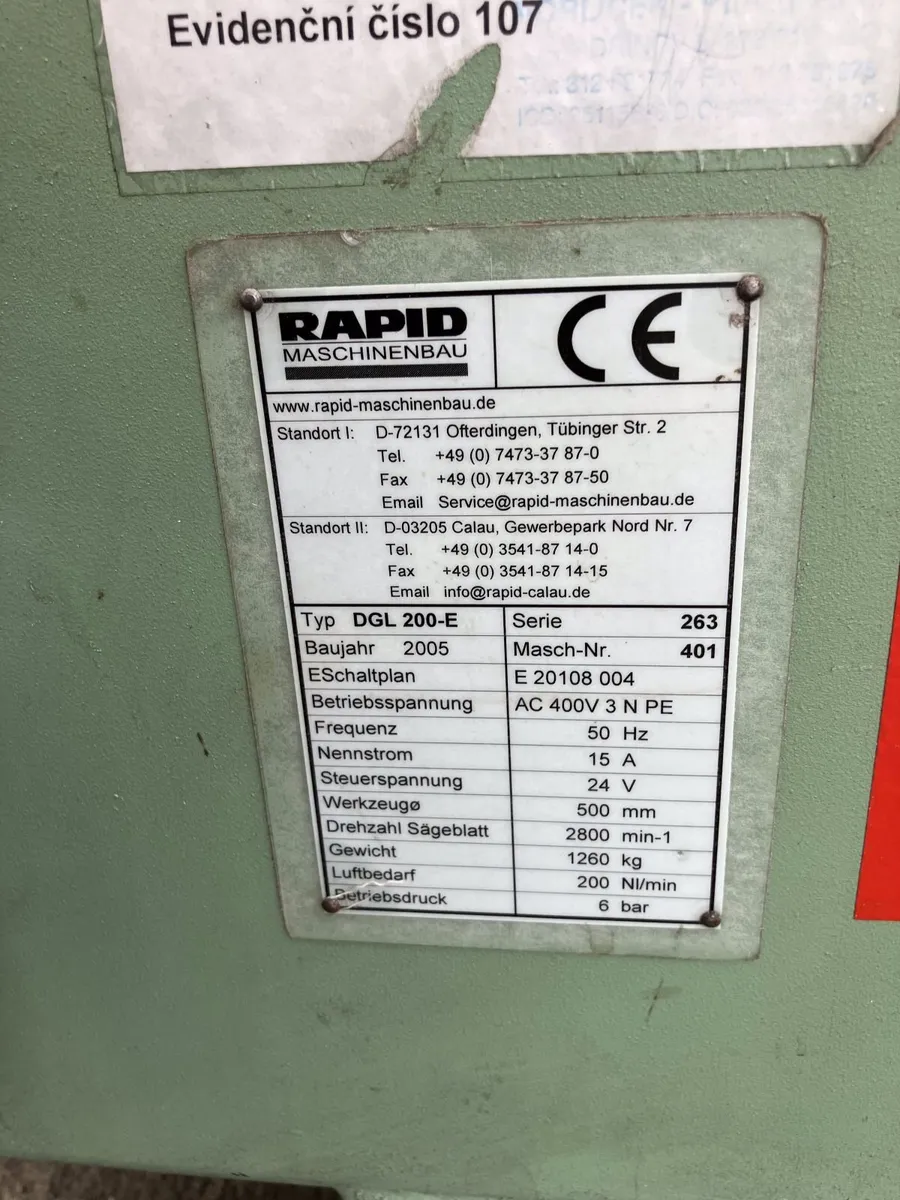 Evidenční číslo 107
RAPID
MASCHINENBAU
CE
www.rapid-maschinenbau.de
Standort I: D-72131 Ofterdingen, Tübinger Str. 2
Tel. +49 (0) 7473-37 87-0
Fax +49 (0) 7473-37 87-50
Email Service@rapid-maschinenbau.de
Standort II: D-03205 Calau, Gewerbepark Nord Nr. 7
Tel. +49 (0) 3541-87 14-0
Fax +49 (0) 3541-87 14-15
Email info@rapid-calau.de
Typ DGL 200-E Serie 263
Baujahr 2005 Masch-Nr. 401
ESchaltplan E 20108 004
Betriebsspannung AC 400V 3 N PE
Frequenz 50 Hz
Nennstrom 15 A
Steuerspannung 24 V
Werkzeugø 500 mm
Drehzahl Sägeblatt 2800 min-1
Gewicht 1260 kg
Luftbedarf 200 Nl/min
Betriebsdruck 6 bar